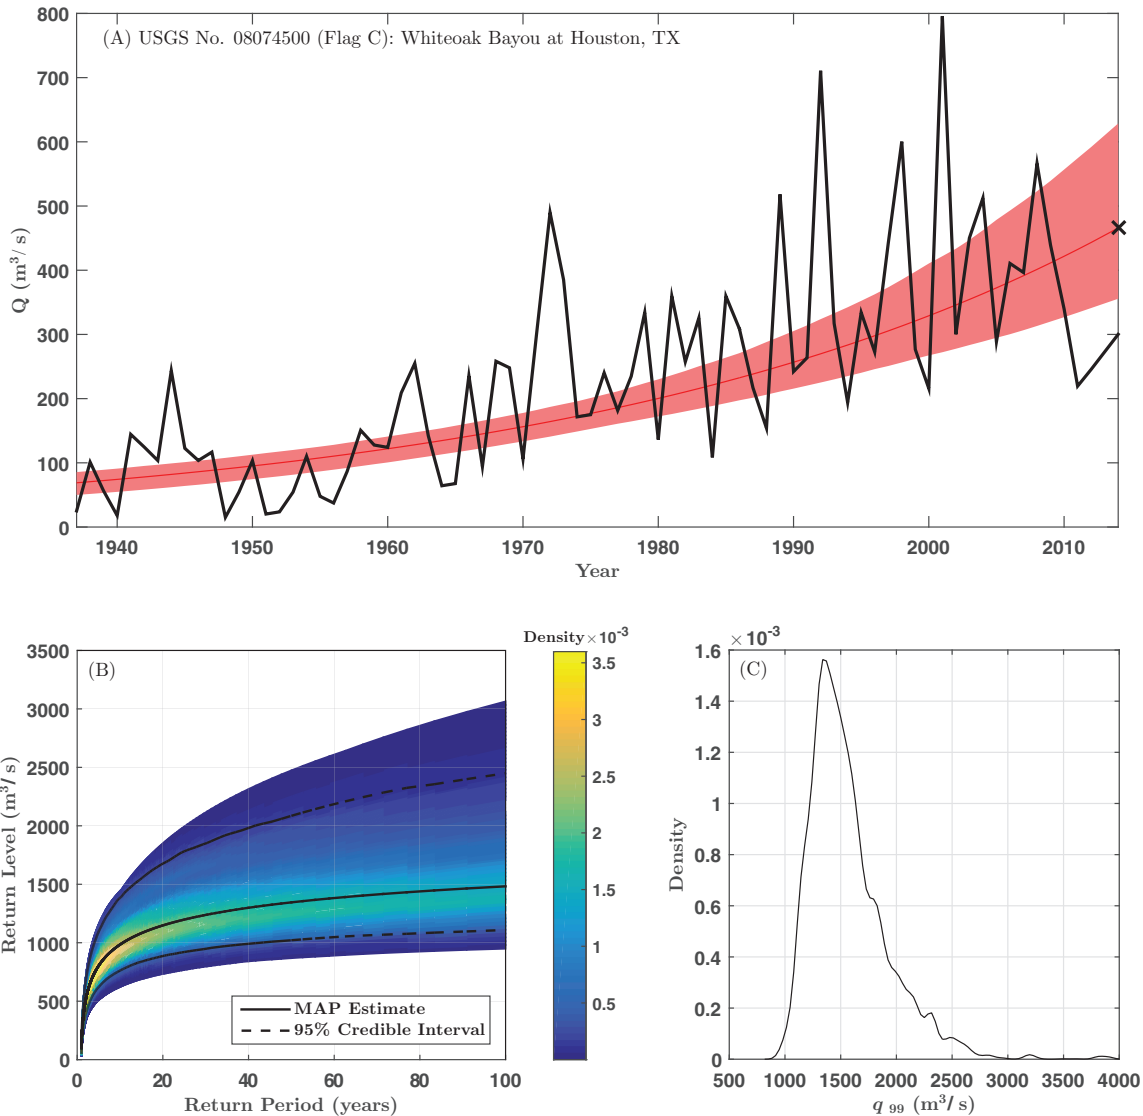 (A) USGS No. 08074500 (Flag C): Whiteoak Bayou at Houston, TX
800
700
600
500
400
300
200
100
0
Q (m³/ s)
1940 1950 1960 1970 1980 1990 2000 2010
Year
(B)
3500
3000
2500
2000
1500
1000
500
0
Return Level (m³/ s)
MAP Estimate
95% Credible Interval
0 20 40 60 80 100
Return Period (years)
Density ×10⁻³
3.5
3
2.5
2
1.5
1
0.5
× 10⁻³
(C)
1.6
1.4
1.2
1
0.8
0.6
0.4
0.2
0
Density
500 1000 1500 2000 2500 3000 3500 4000
q ₉₉ (m³/ s)